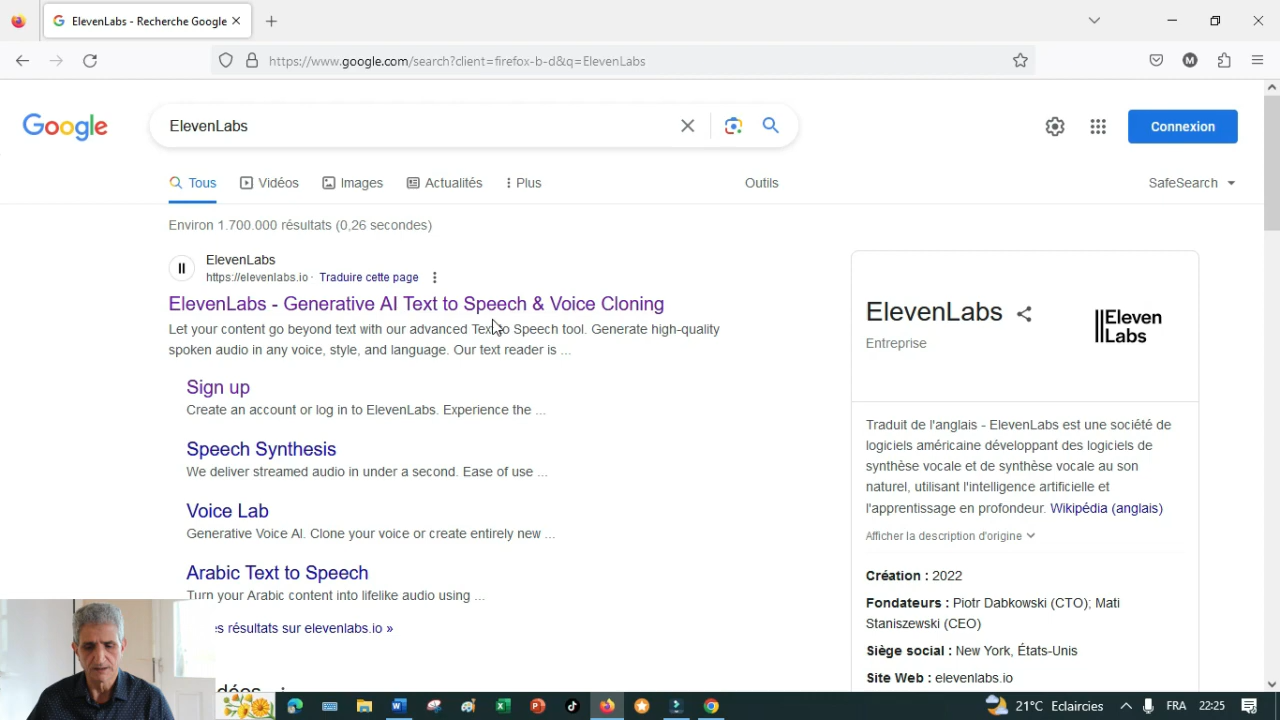 ElevenLabs - Recherche Google
https://www.google.com/search?client=firefox-b-d&q=ElevenLabs
M
Google
ElevenLabs
Connexion
Tous
Vidéos
Images
Actualités
Plus
Outils
SafeSearch
Environ 1.700.000 résultats (0,26 secondes)
ElevenLabs
https://elevenlabs.io · Traduire cette page
ElevenLabs - Generative AI Text to Speech & Voice Cloning
Let your content go beyond text with our advanced Text to Speech tool. Generate high-quality
spoken audio in any voice, style, and language. Our text reader is ...
Sign up
Create an account or log in to ElevenLabs. Experience the ...
Speech Synthesis
We deliver streamed audio in under a second. Ease of use ...
Voice Lab
Generative Voice AI. Clone your voice or create entirely new ...
Arabic Text to Speech
Turn your Arabic content into lifelike audio using ...
résultats sur elevenlabs.io »
ElevenLabs
Entreprise
Eleven
Labs
Traduit de l'anglais - ElevenLabs est une société de
logiciels américaine développant des logiciels de
synthèse vocale et de synthèse vocale au son
naturel, utilisant l'intelligence artificielle et
l'apprentissage en profondeur. Wikipédia (anglais)
Afficher la description d'origine
Création : 2022
Fondateurs : Piotr Dabkowski (CTO); Mati
Staniszewski (CEO)
Siège social : New York, États-Unis
Site Web : elevenlabs.io
21°C Eclaircies
FRA
22:25